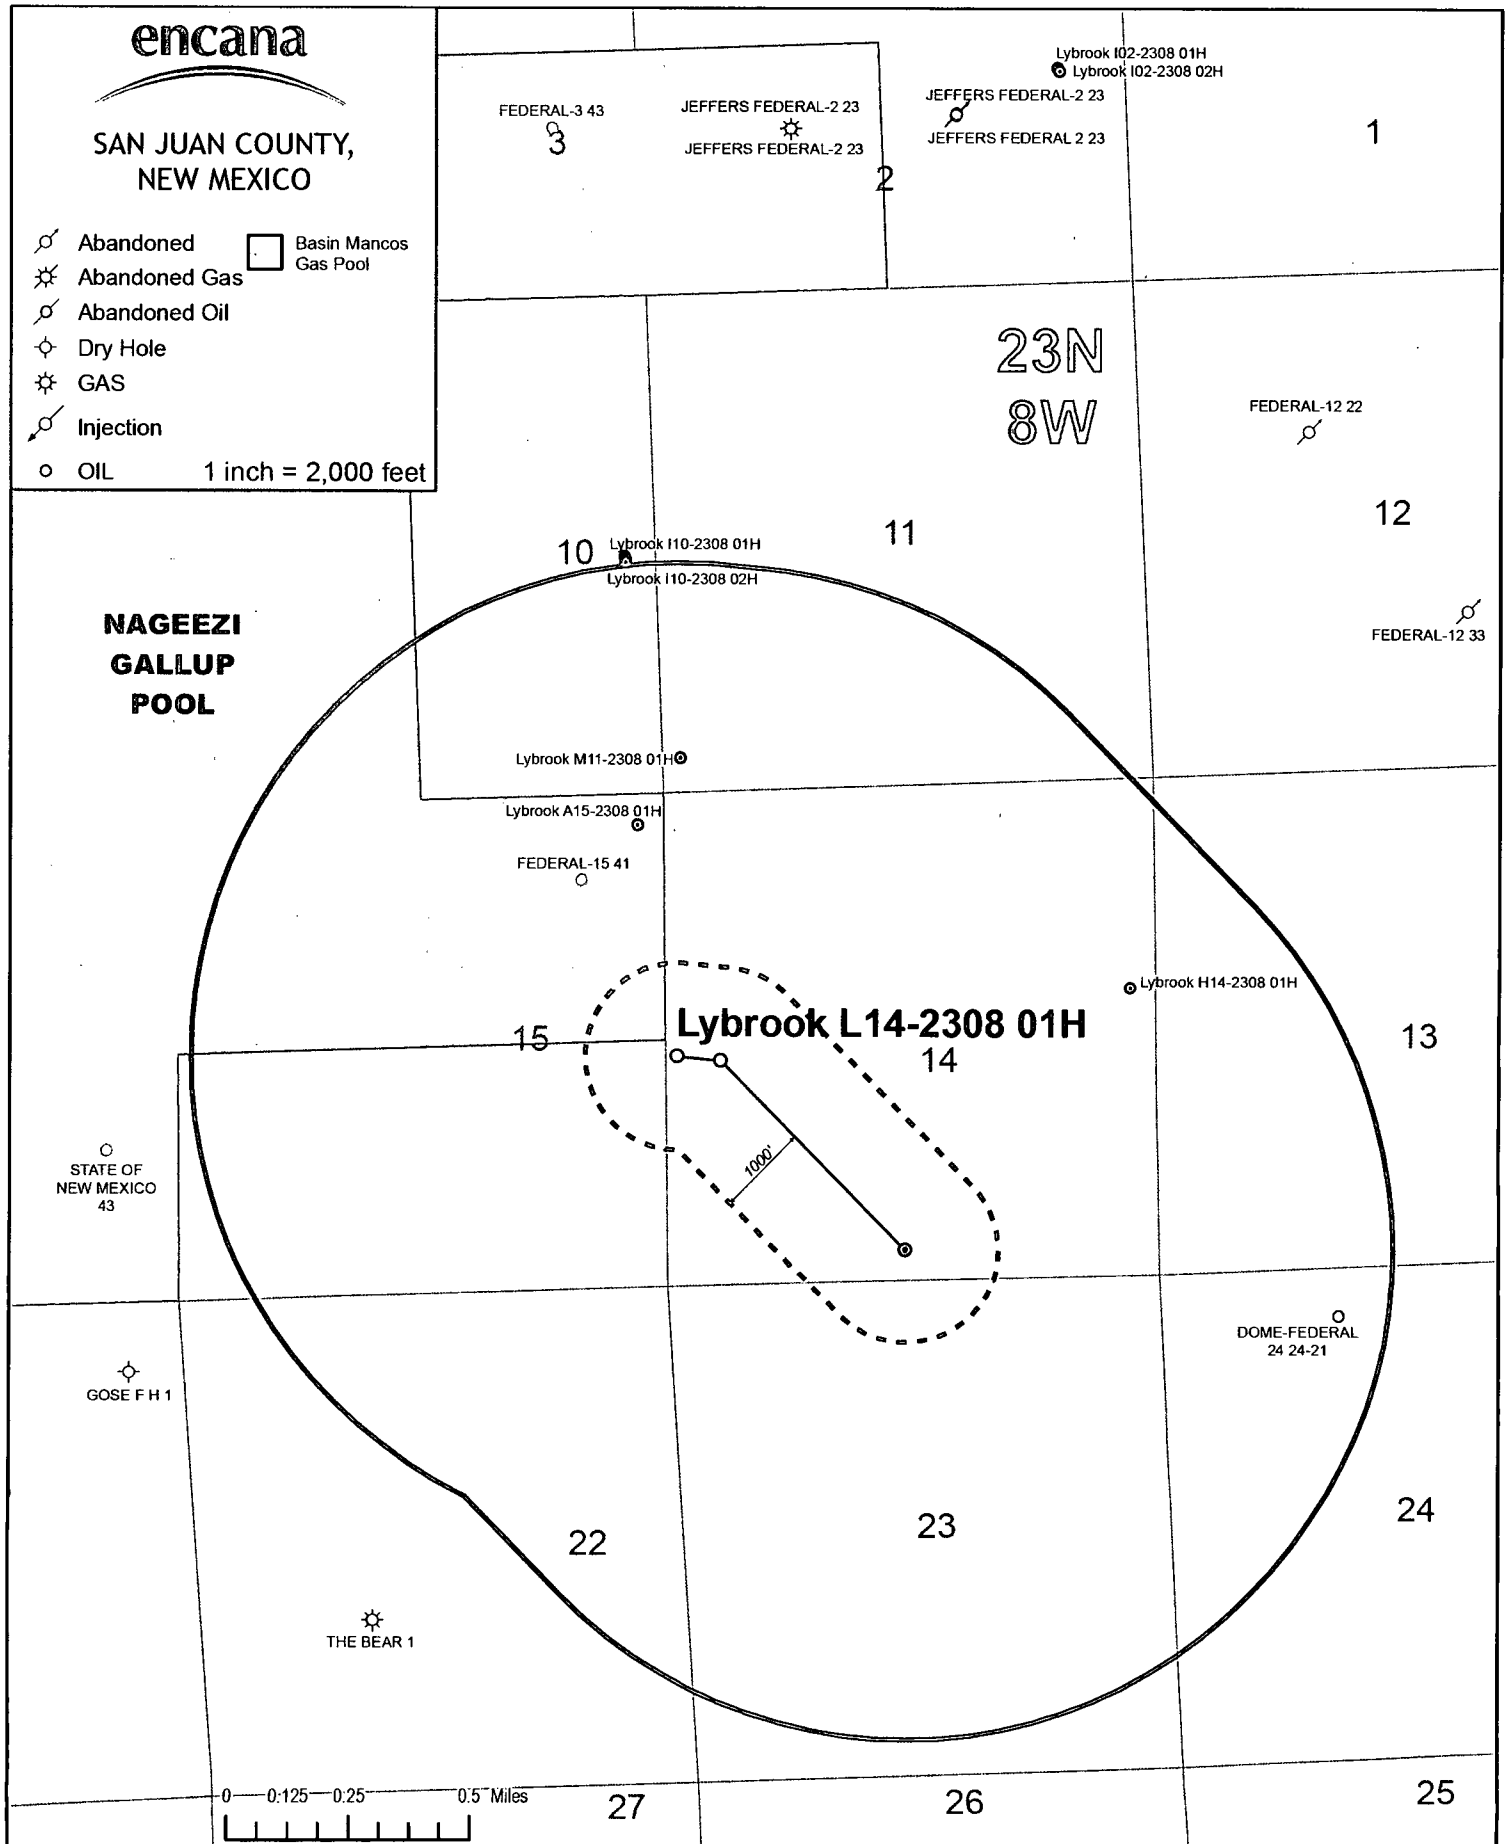 encana
SAN JUAN COUNTY,
NEW MEXICO
Abandoned
Abandoned Gas
Abandoned Oil
Dry Hole
GAS
Injection
OIL
Basin Mancos
Gas Pool
1 inch = 2,000 feet
FEDERAL-3 43
3
JEFFERS FEDERAL-2 23
JEFFERS FEDERAL-2 23
2
JEFFERS FEDERAL-2 23
JEFFERS FEDERAL 2 23
Lybrook I02-2308 01H
Lybrook I02-2308 02H
1
23N
8W
FEDERAL-12 22
12
FEDERAL-12 33
11
10
Lybrook I10-2308 01H
Lybrook I10-2308 02H
NAGEEZI
GALLUP
POOL
Lybrook M11-2308 01H
Lybrook A15-2308 01H
FEDERAL-15 41
Lybrook H14-2308 01H
Lybrook L14-2308 01H
15
14
13
1000'
STATE OF
NEW MEXICO
43
GOSE F H 1
DOME-FEDERAL
24 24-21
22
23
24
THE BEAR 1
0 0.125 0.25 0.5 Miles
27
26
25